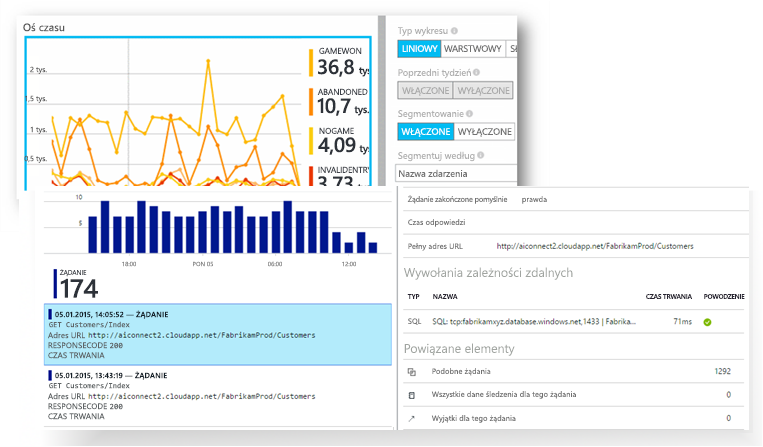 Oś czasu
2 tys.
1,5 tys.
1 tys.
0,5 tys.
GAMEWON
36,8 tys.
ABANDONED
10,7 tys.
NOGAME
4,09 tys.
INVALIDENTR
3,73
Typ wykresu
LINIOWY WARSTWOWY
Poprzedni tydzień
WŁĄCZONE WYŁĄCZONE
Segmentowanie
WŁĄCZONE WYŁĄCZONE
Segmentuj według
Nazwa zdarzenia
10
18:00 PON 05 06:00 12:00
ŻĄDANIE
174
05.01.2015, 14:05:52 — ŻĄDANIE
GET Customers/Index
Adres URL http://aiconnect2.cloudapp.net/FabrikamProd/Customers
RESPONSECODE 200
CZAS TRWANIA
05.01.2015, 13:43:19 — ŻĄDANIE
GET Customers/Index
Adres URL http://aiconnect2.cloudapp.net/FabrikamProd/Customers
RESPONSECODE 200
CZAS TRWANIA
Żądanie zakończone pomyślnie prawda
Czas odpowiedzi
Pełny adres URL http://aiconnect2.cloudapp.net/FabrikamProd/Customers
Wywołania zależności zdalnych
TYP NAZWA CZAS TRWANIA POWODZENIE
SQL SQL: tcp:fabrikamxyz.database.windows.net,1433 | Fabrika... 71ms
Powiązane elementy
Podobne żądania 1292
Wszystkie dane śledzenia dla tego żądania 0
Wyjątki dla tego żądania 0